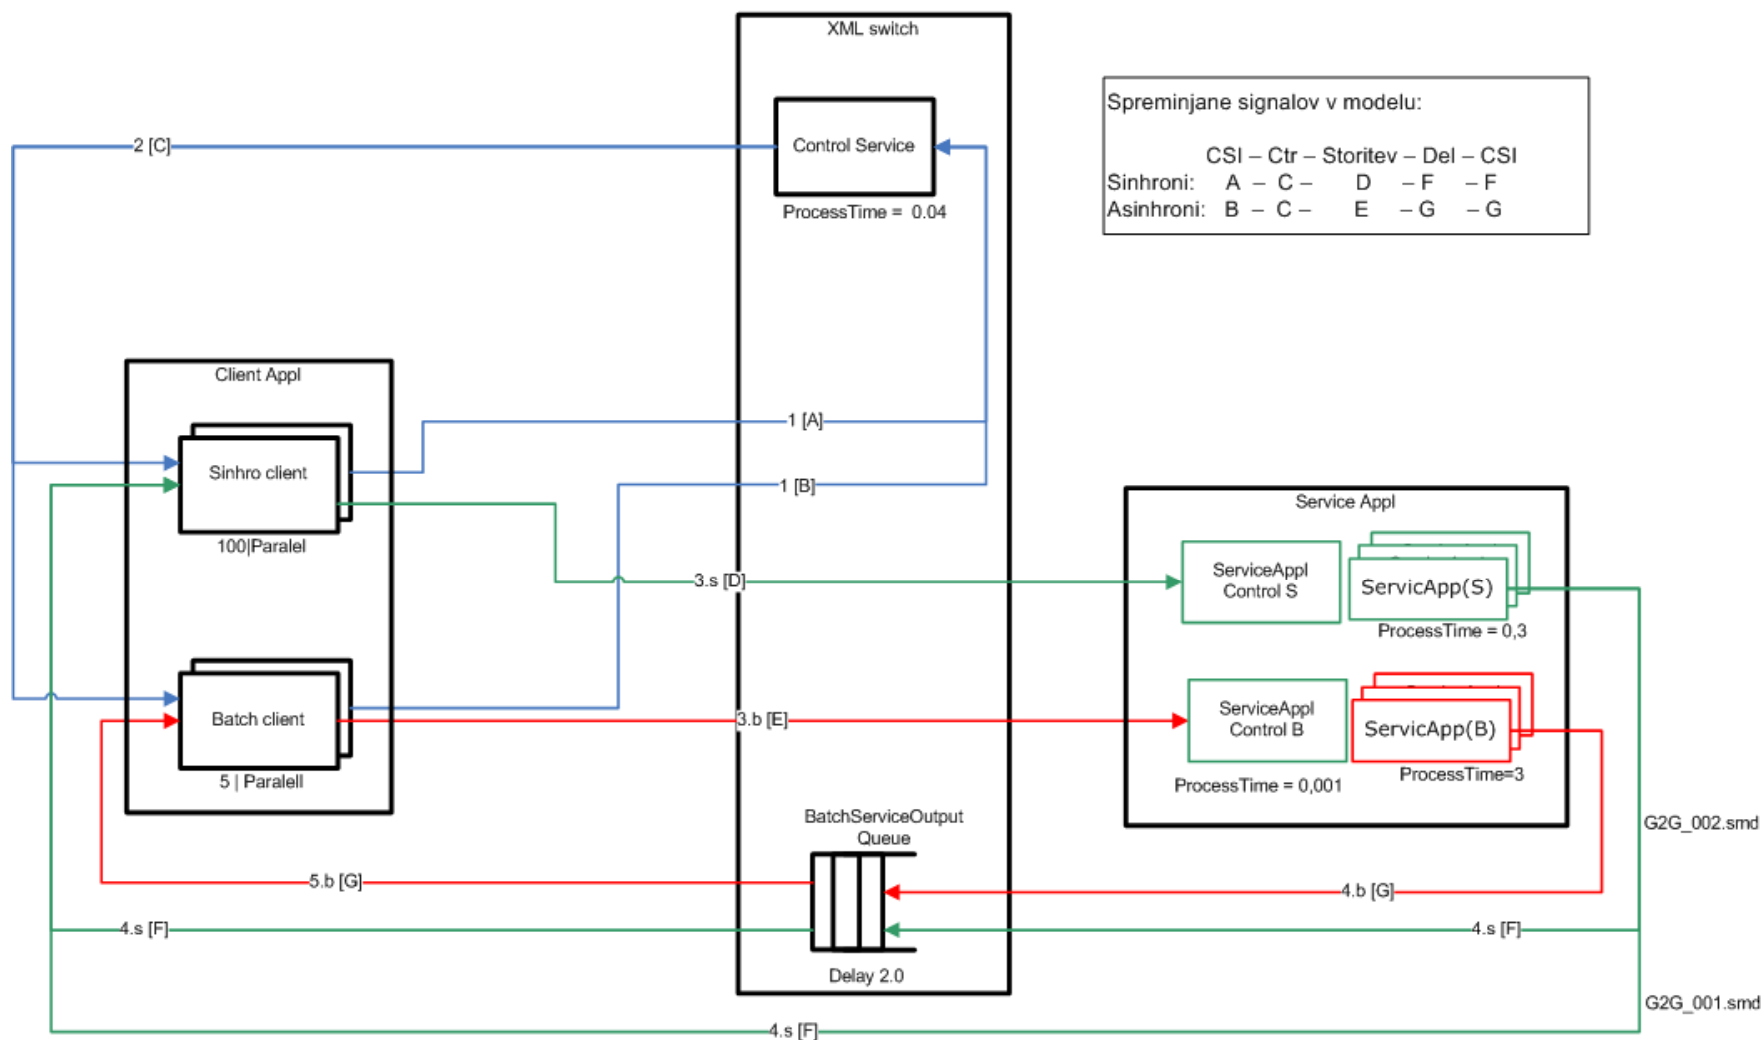 XML switch
Control Service
ProcessTime = 0.04
2 [C]
Spreminjane signalov v modelu:
CSI – Ctr – Storitev – Del – CSI
Sinhroni: A – C – D – F – F
Asinhroni: B – C – E – G – G
Client Appl
Sinhro client
100|Paralel
Batch client
5 | Paralell
1 [A]
1 [B]
3.s [D]
3.b [E]
Service Appl
ServiceAppl
Control S
ServicApp(S)
ProcessTime = 0,3
ServiceAppl
Control B
ServicApp(B)
ProcessTime=3
ProcessTime = 0,001
BatchServiceOutput
Queue
Delay 2.0
5.b [G]
4.b [G]
4.s [F]
4.s [F]
4.s [F]
G2G_002.smd
G2G_001.smd